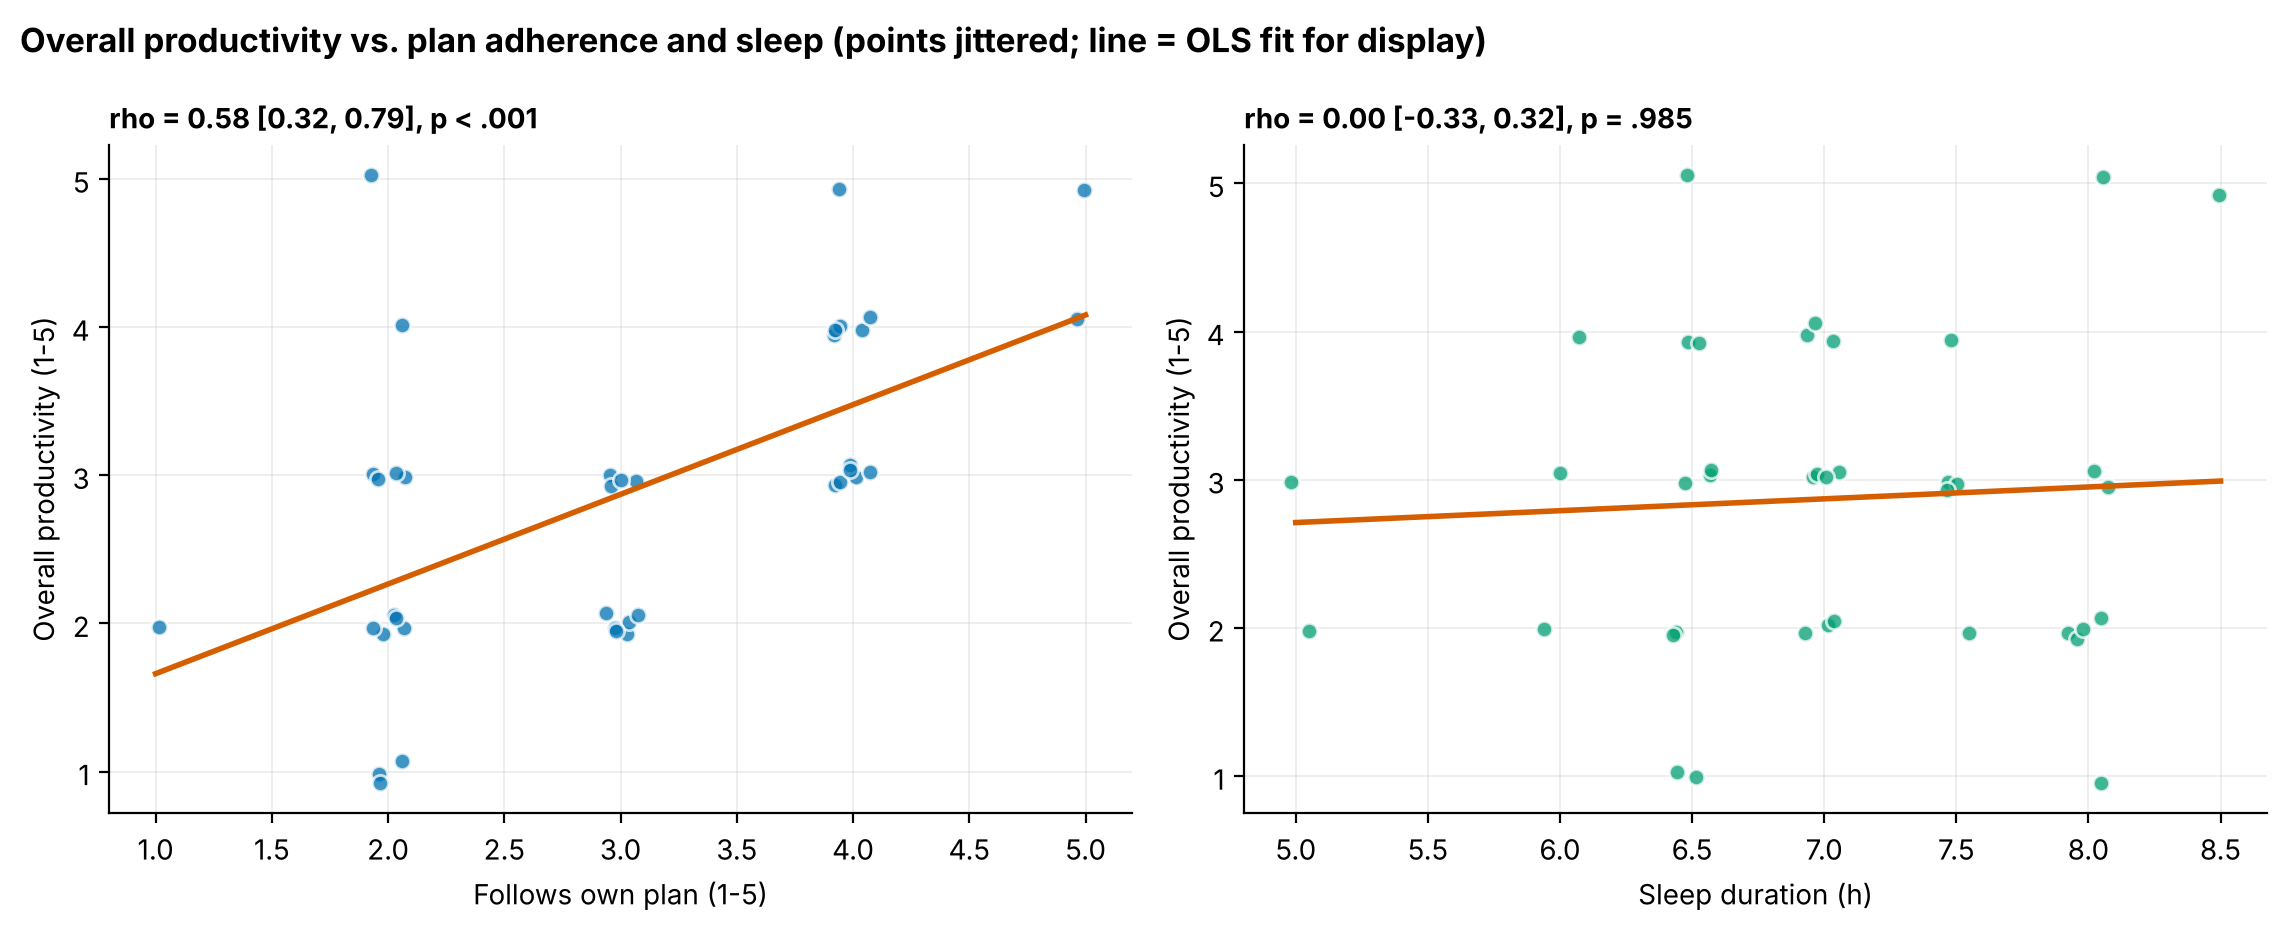 Overall productivity vs. plan adherence and sleep (points jittered; line = OLS fit for display)
rho = 0.58 [0.32, 0.79], p < .001
Overall productivity (1-5)
5
4
3
2
1
1.0 1.5 2.0 2.5 3.0 3.5 4.0 4.5 5.0
Follows own plan (1-5)
rho = 0.00 [-0.33, 0.32], p = .985
Overall productivity (1-5)
5
4
3
2
1
5.0 5.5 6.0 6.5 7.0 7.5 8.0 8.5
Sleep duration (h)